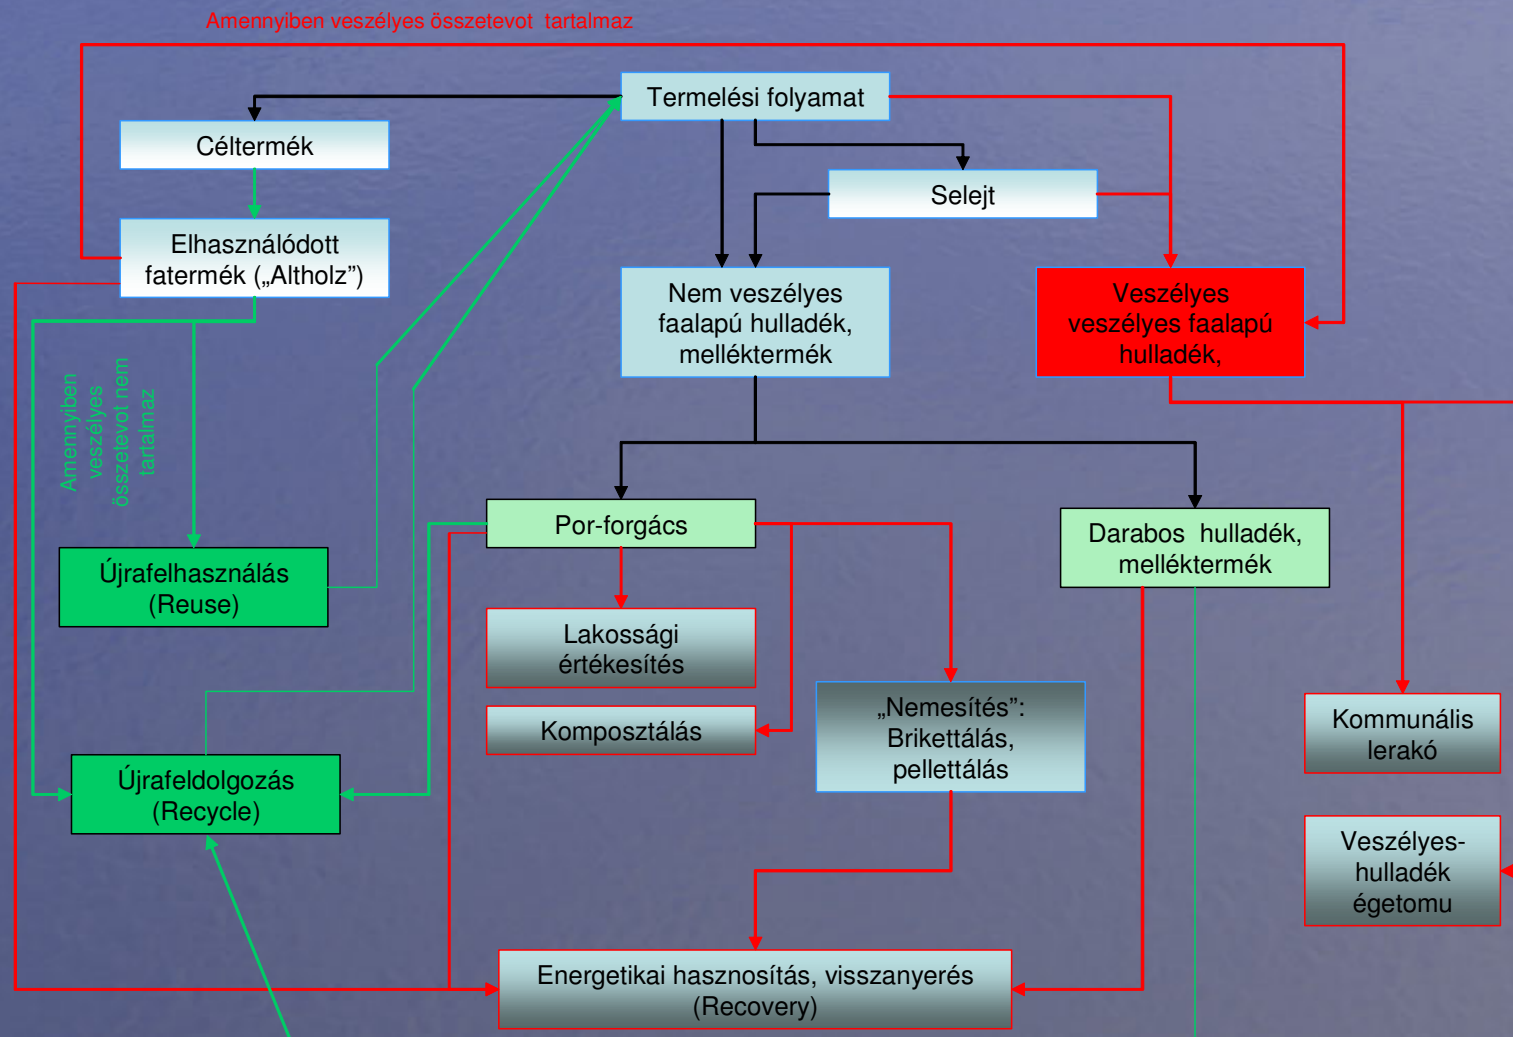 Amennyiben veszélyes összetevot tartalmaz
Termelési folyamat
Céltermék
Selejt
Elhasználódott
fatermék („Altholz”)
Nem veszélyes
faalapú hulladék,
melléktermék
Veszélyes
veszélyes faalapú
hulladék,
Amennyiben
veszélyes
összetevot nem
tartalmaz
Por-forgács
Darabos hulladék,
melléktermék
Újrafelhasználás
(Reuse)
Lakossági
értékesítés
Komposztálás
„Nemesítés”:
Brikettálás,
pellettálás
Kommunális
lerakó
Újrafeldolgozás
(Recycle)
Veszélyes-
hulladék
égetomu
Energetikai hasznosítás, visszanyerés
(Recovery)